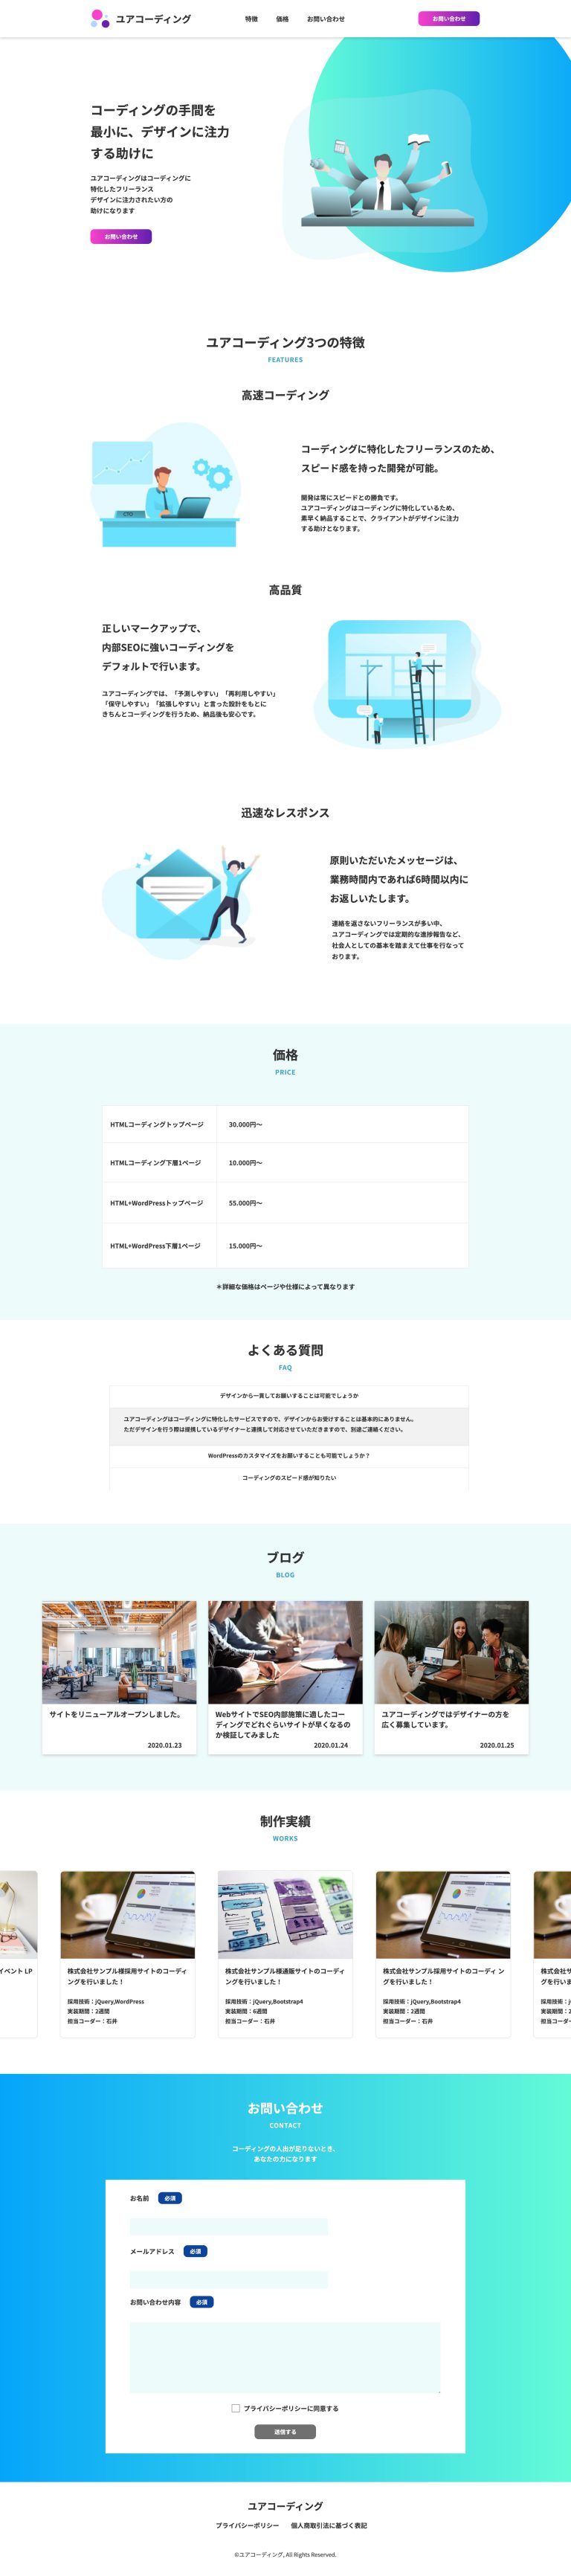 ユアコーディング
特徴 価格 お問い合わせ
お問い合わせ
コーディングの手間を
最小に、デザインに注力
する助けに
ユアコーディングはコーディングに
特化したフリーランス
デザインに注力されたい方の
助けになります
お問い合わせ
ユアコーディング3つの特徴
FEATURES
高速コーディング
CTO
コーディングに特化したフリーランスのため、
スピード感を持った開発が可能。
開発は常にスピードとの勝負です。
ユアコーディングはコーディングに特化しているため、
素早く納品することで、クライアントがデザインに注力
する助けとなります。
高品質
正しいマークアップで、
内部SEOに強いコーディングを
デフォルトで行います。
ユアコーディングでは、「予測しやすい」「再利用しやすい」
「保守しやすい」「拡張しやすい」と言った設計をもとに
きちんとコーディングを行うため、納品後も安心です。
迅速なレスポンス
原則いただいたメッセージは、
業務時間内であれば6時間以内に
お返しいたします。
連絡を返さないフリーランスが多い中、
ユアコーディングでは定期的な進捗報告など、
社会人としての基本を踏まえて仕事を行なって
おります。
価格
PRICE
HTMLコーディングトップページ 30.000円〜
HTMLコーディング下層1ページ 10.000円〜
HTML+WordPressトップページ 55.000円〜
HTML+WordPress下層1ページ 15.000円〜
＊詳細な価格はページや仕様によって異なります
よくある質問
FAQ
デザインから一貫してお願いすることは可能でしょうか
ユアコーディングはコーディングに特化したサービスですので、デザインからお受けすることは基本的にありません。
ただデザインを行う際は提携しているデザイナーと連携して対応させていただきますので、別途ご連絡ください。
WordPressのカスタマイズをお願いすることも可能でしょうか？
コーディングのスピード感が知りたい
ブログ
BLOG
サイトをリニューアルオープンしました。
2020.01.23
WebサイトでSEO内部施策に適したコー
ディングでどれぐらいサイトが早くなるの
か検証してみました
2020.01.24
ユアコーディングではデザイナーの方を
広く募集しています。
2020.01.25
制作実績
WORKS
イベント LP
株式会社サンプル様採用サイトのコーディ
ングを行いました！
採用技術：jQuery,WordPress
実装期間：2週間
担当コーダー：石井
株式会社サンプル様通販サイトのコーディ
ングを行いました！
採用技術：jQuery,Bootstrap4
実装期間：6週間
担当コーダー：石井
株式会社サンプル採用サイトのコーディ ン
グを行いました！
採用技術：jQuery,Bootstrap4
実装期間：2週間
担当コーダー：石井
お問い合わせ
CONTACT
コーディングの人出が足りないとき、
あなたの力になります
お名前 必須
メールアドレス 必須
お問い合わせ内容 必須
プライバシーポリシーに同意する
送信する
ユアコーディング
プライバシーポリシー 個人商取引法に基づく表記
©ユアコーディング, All Rights Reserved.